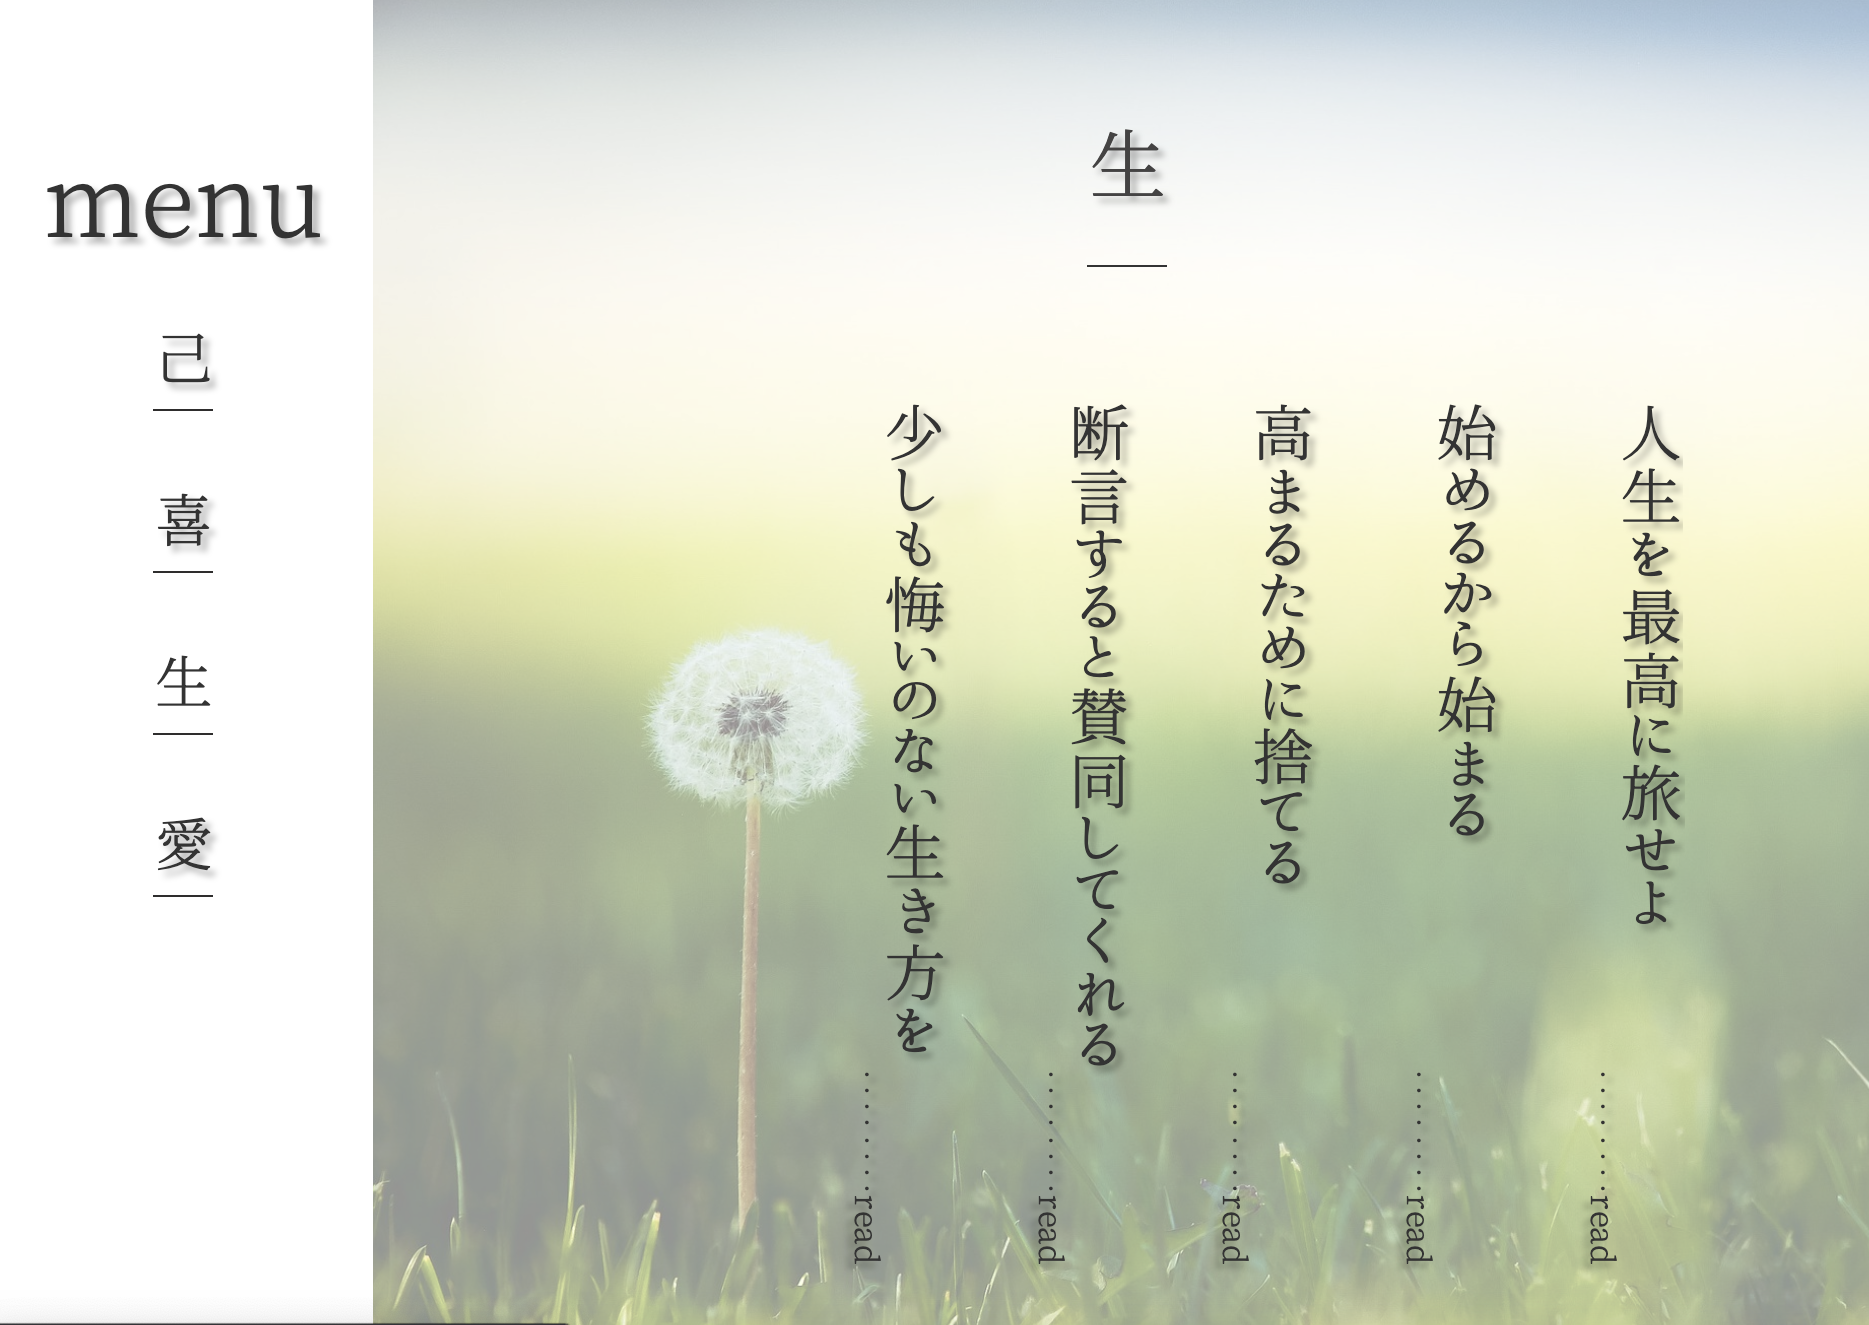 menu
己
喜
生
愛
生
人生を最高に旅せよ
………read
始めるから始まる
………read
高まるために捨てる
………read
断言すると賛同してくれる
………read
少しも悔いのない生き方を
………read